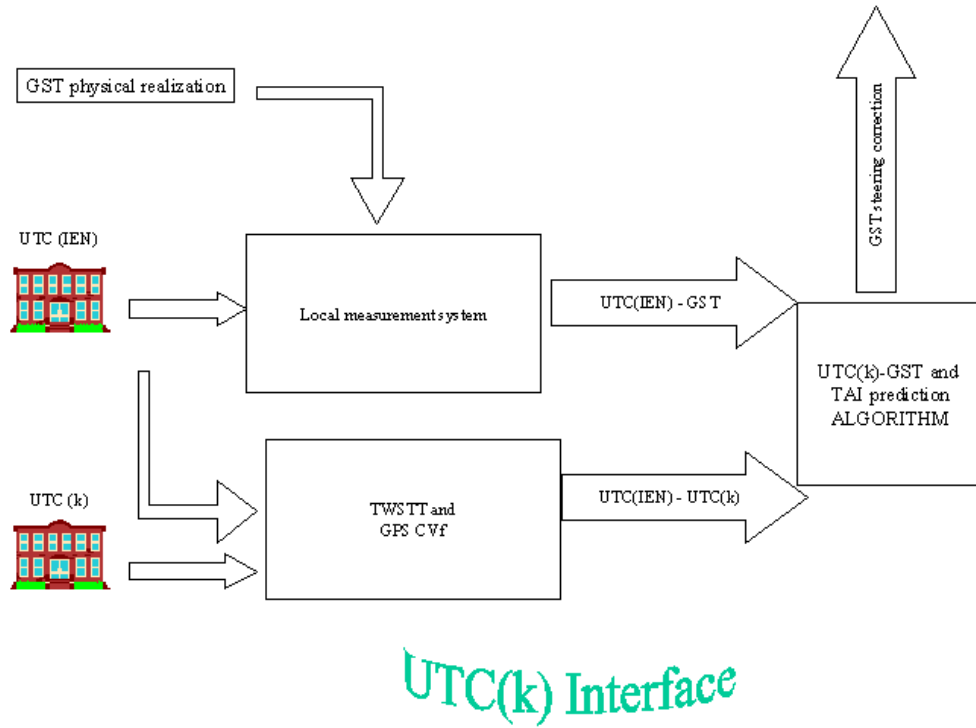 GST physical realization
GST steering correction
UTC (IEN)
Local measurement system
UTC(IEN) - GST
UTC(k)-GST and
TAI prediction
ALGORITHM
UTC (k)
TWSTT and
GPS CVf
UTC(IEN) - UTC(k)
UTC(k) Interface